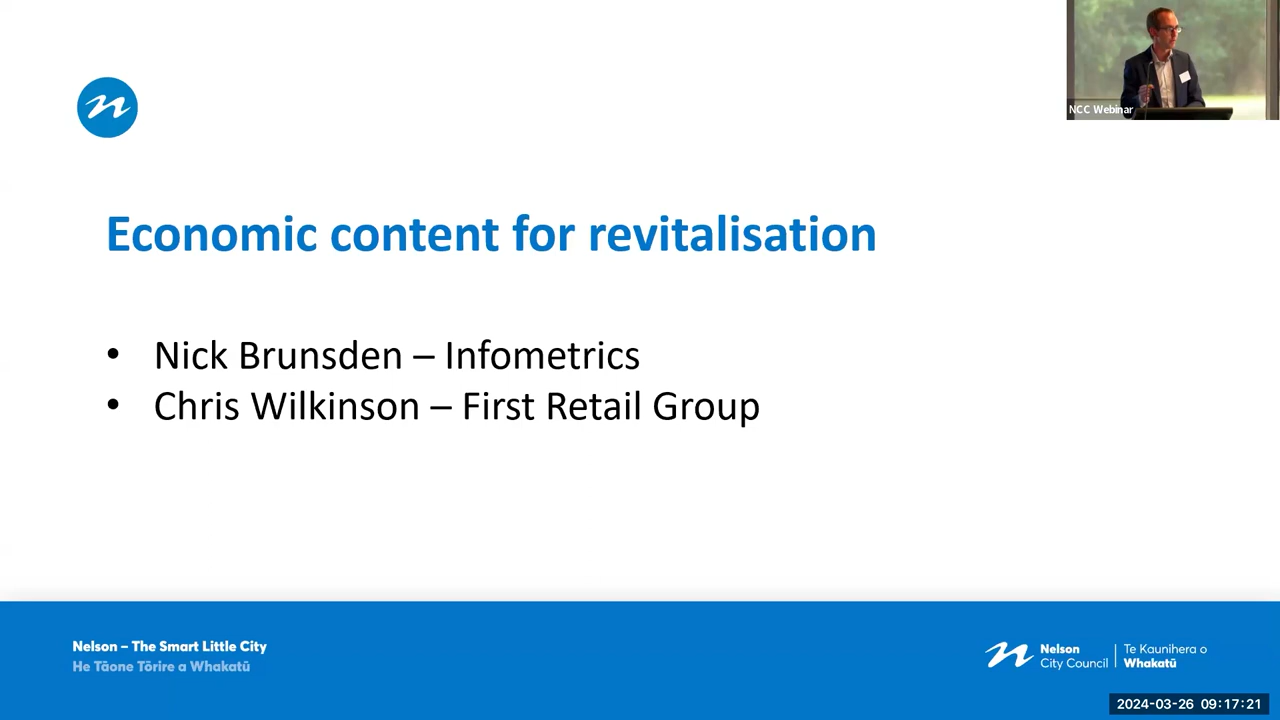 NCC Webinar
Economic content for revitalisation
• Nick Brunsden – Infometrics
• Chris Wilkinson – First Retail Group
Nelson – The Smart Little City
He Tāone Tōrire a Whakatū
Nelson
City Council
Te Kaunihera o
Whakatū
2024-03-26 09:17:21